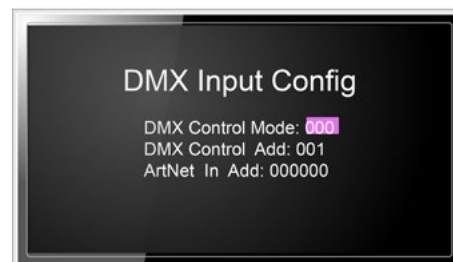 DMX Input Config
DMX Control Mode: 000
DMX Control Add: 001
ArtNet In Add: 000000